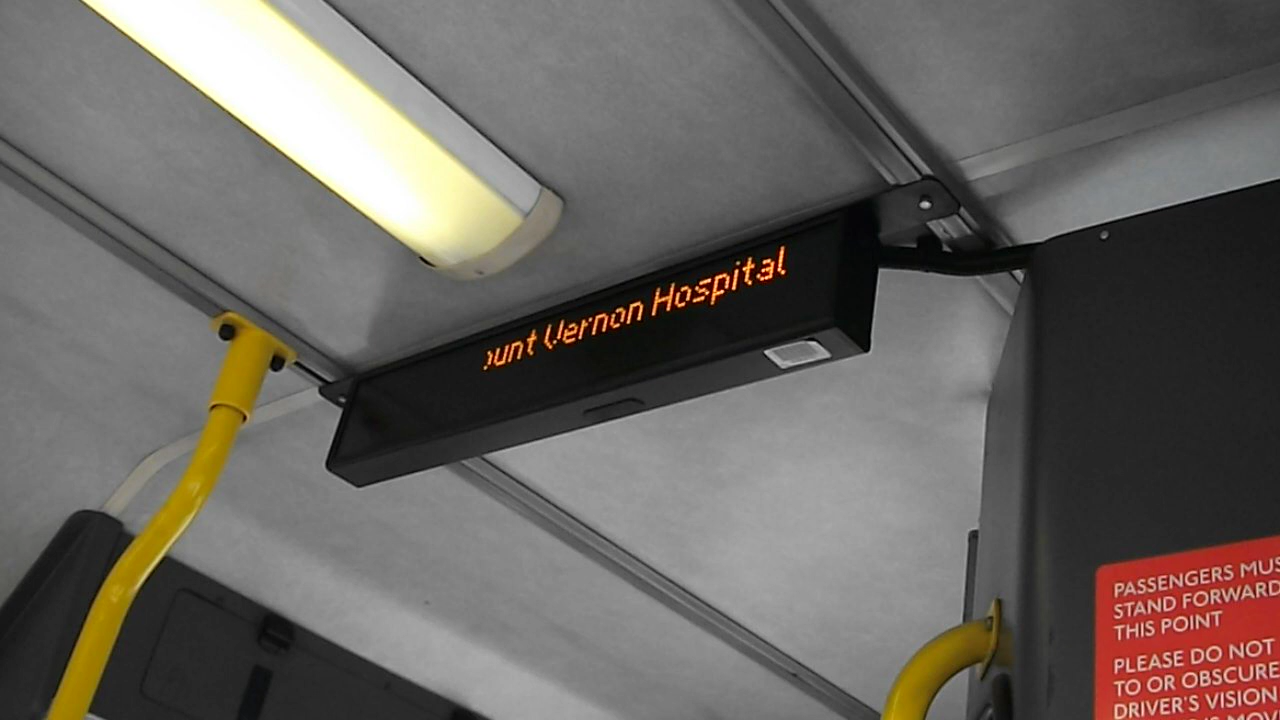 ount Vernon Hospital
PASSENGERS MUS
STAND FORWARD
THIS POINT
PLEASE DO NOT
TO OR OBSCURE
DRIVER'S VISION